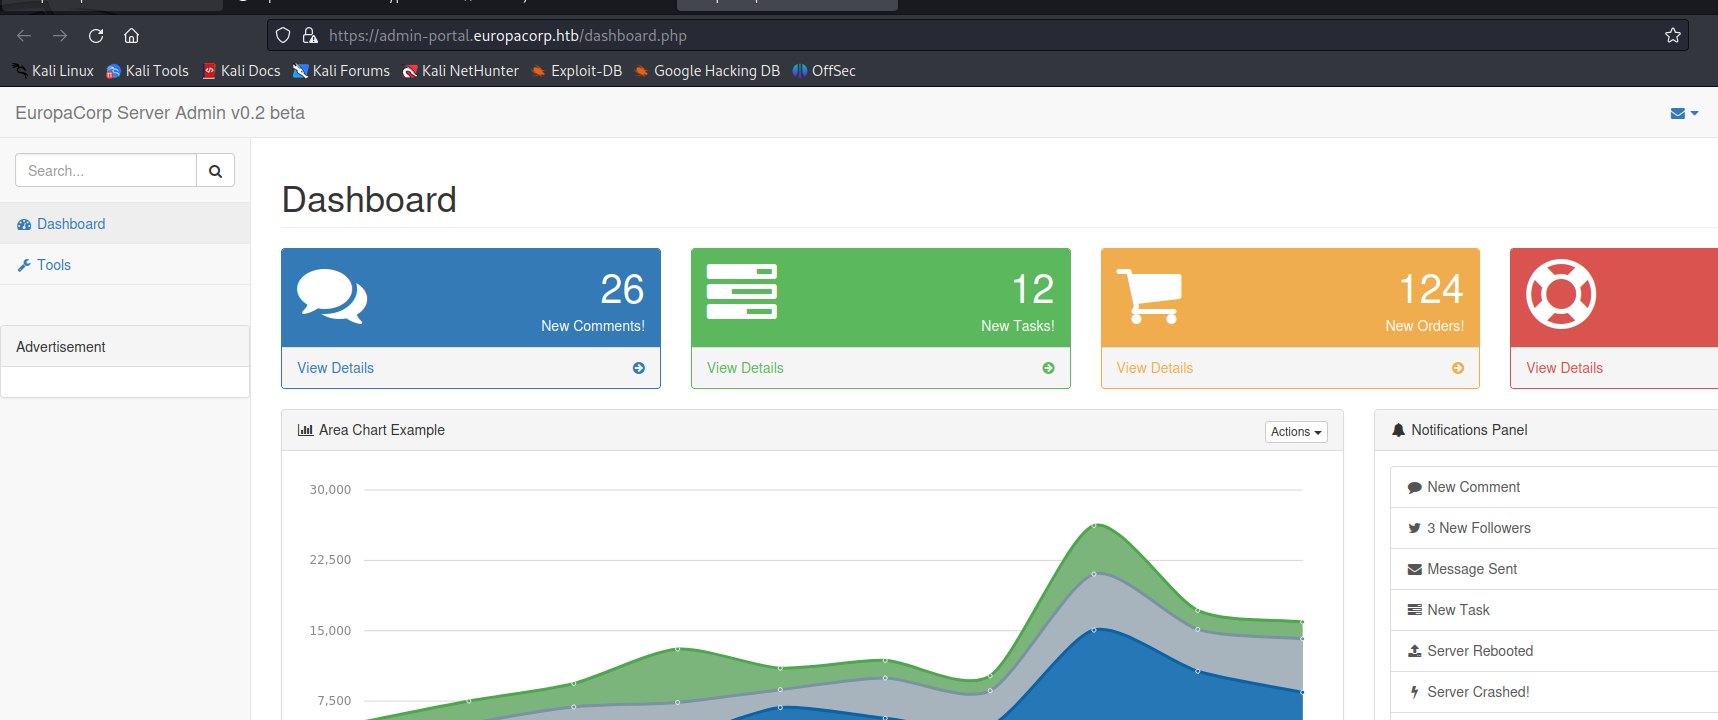 https://admin-portal.europacorp.htb/dashboard.php
Kali Linux Kali Tools Kali Docs Kali Forums Kali NetHunter Exploit-DB Google Hacking DB OffSec
EuropaCorp Server Admin v0.2 beta
Search...
Dashboard
Tools
Advertisement
Dashboard
26
New Comments!
View Details
12
New Tasks!
View Details
124
New Orders!
View Details
View Details
Area Chart Example
Actions
30,000
22,500
15,000
7,500
Notifications Panel
New Comment
3 New Followers
Message Sent
New Task
Server Rebooted
Server Crashed!